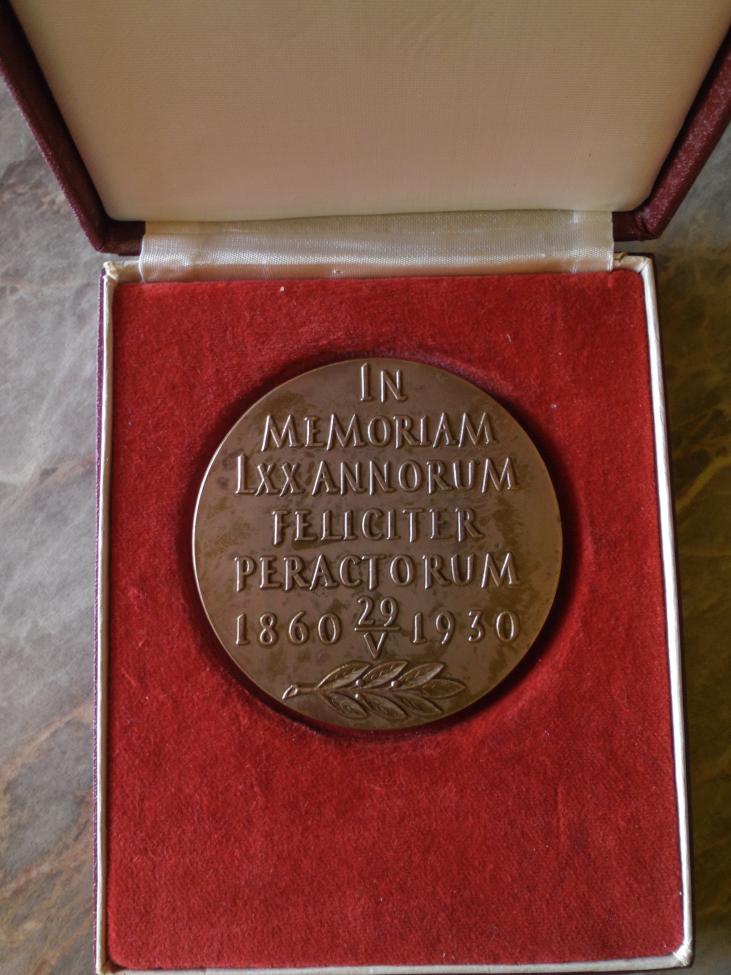 IN
MEMORIAM
LXX ANNORUM
FELICITER
PERACTORUM
1860 29/V 1930